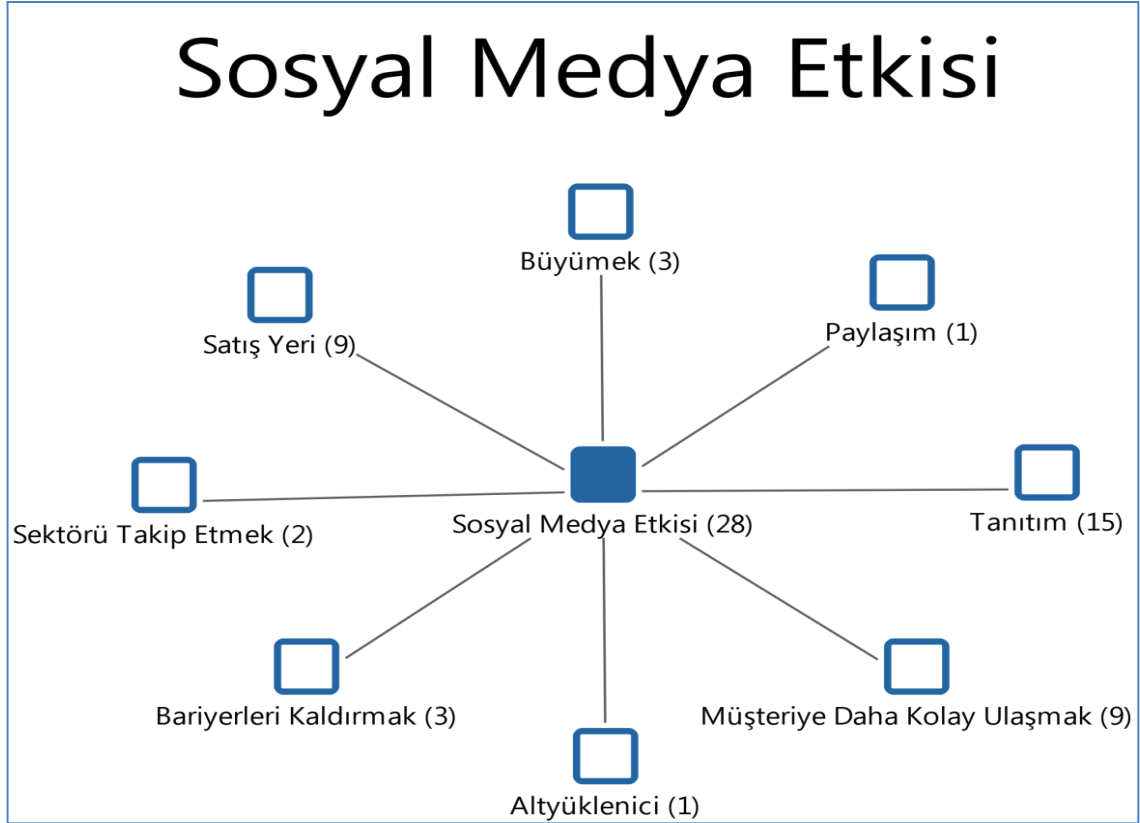 Sosyal Medya Etkisi
Büyümek (3)
Satış Yeri (9)
Paylaşım (1)
Sektörü Takip Etmek (2)
Sosyal Medya Etkisi (28)
Tanıtım (15)
Bariyerleri Kaldırmak (3)
Müşteriye Daha Kolay Ulaşmak (9)
Altyüklenici (1)